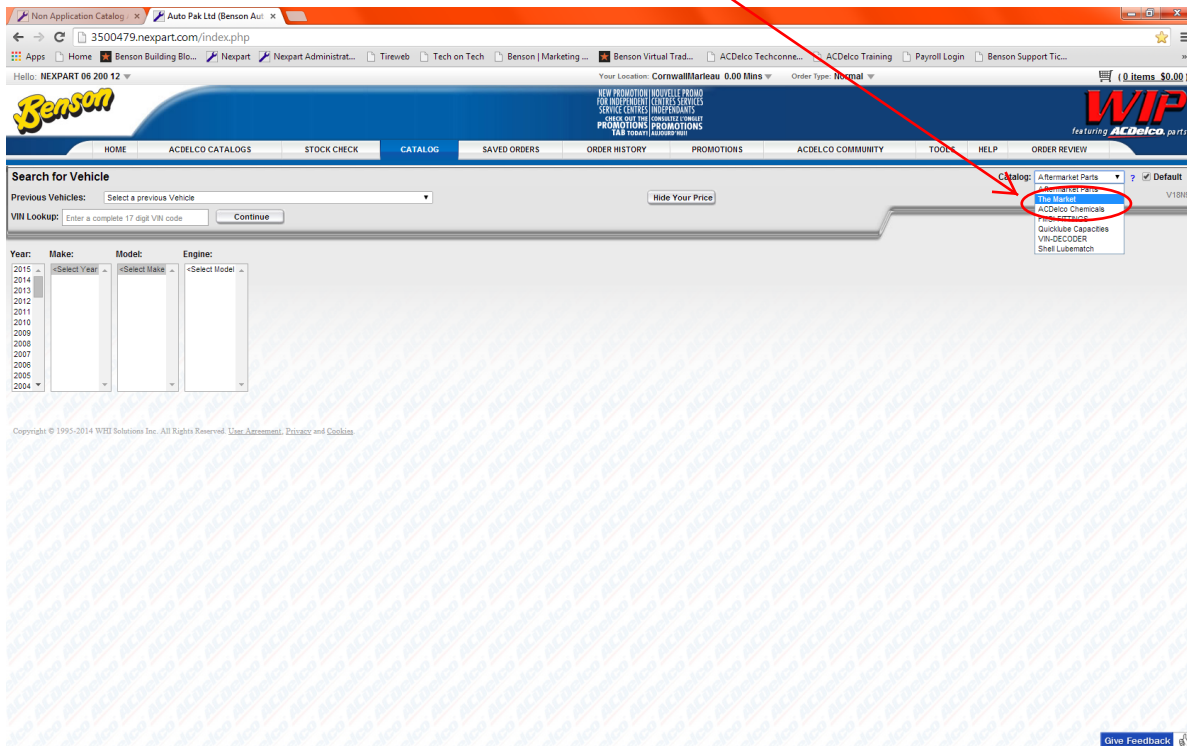 Non Application Catalog -
Auto Pak Ltd (Benson Aut
3500479.nexpart.com/index.php
Apps Home Benson Building Blo... Nexpart Nexpart Administrat... Tireweb Tech on Tech Benson | Marketing ... Benson Virtual Trad... ACDelco Techconne... ACDelco Training Payroll Login Benson Support Tic... »
Hello: NEXPART 06 200 12 Your Location: CornwallMarleau 0.00 Mins Order Type: Normal ( 0 items $0.00 )
Benson
NEW PROMOTION NOUVELLE PROMO
FOR INDEPENDENT CENTRES SERVICES
SERVICE CENTRES INDEPENDANTS
CHECK OUT THE CONSULTEZ L'ONGLET
PROMOTIONS PROMOTIONS
TAB TODAY! AUJOURD'HUI!
WIP
featuring ACDelco. parts
HOME ACDELCO CATALOGS STOCK CHECK CATALOG SAVED ORDERS ORDER HISTORY PROMOTIONS ACDELCO COMMUNITY TOOLS HELP ORDER REVIEW
Search for Vehicle
Catalog: Aftermarket Parts ? Default
Previous Vehicles: Select a previous Vehicle Hide Your Price
Aftermarket Parts
The Market
ACDelco Chemicals
FITTINGS
Quicklube Capacities
VIN-DECODER
Shell Lubematch
VIN Lookup: Enter a complete 17 digit VIN code Continue
Year: Make: Model: Engine:
2015 <Select Year <Select Make <Select Model
2014
2013
2012
2011
2010
2009
2008
2007
2006
2005
2004
Copyright © 1995-2014 WHI Solutions Inc. All Rights Reserved. User Agreement, Privacy and Cookies.
Give Feedback